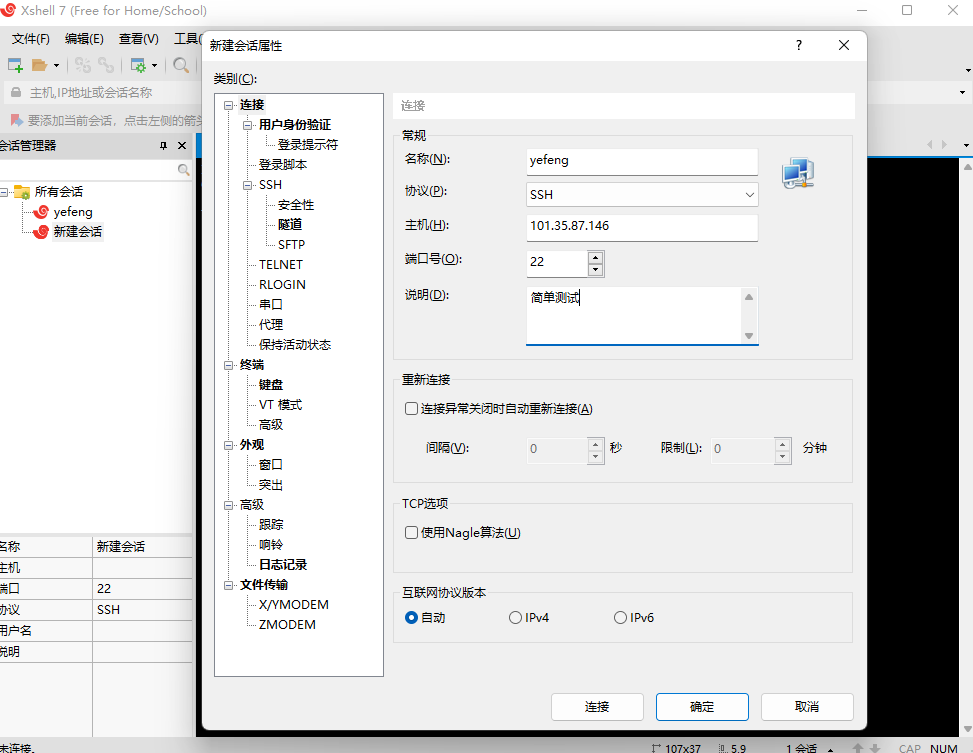 Xshell 7 (Free for Home/School)
文件(F) 编辑(E) 查看(V) 工具(
主机,IP地址或会话名称
要添加当前会话，点击左侧的箭头
会话管理器
所有会话
yefeng
新建会话
名称 新建会话
主机
端口 22
协议 SSH
用户名
说明
未连接。
新建会话属性
?
类别(C):
连接
用户身份验证
登录提示符
登录脚本
SSH
安全性
隧道
SFTP
TELNET
RLOGIN
串口
代理
保持活动状态
终端
键盘
VT 模式
高级
外观
窗口
突出
高级
跟踪
响铃
日志记录
文件传输
X/YMODEM
ZMODEM
连接
常规
名称(N): yefeng
协议(P): SSH
主机(H): 101.35.87.146
端口号(O): 22
说明(D): 简单测试
重新连接
连接异常关闭时自动重新连接(A)
间隔(V): 0 秒 限制(L): 0 分钟
TCP选项
使用Nagle算法(U)
互联网协议版本
自动 IPv4 IPv6
连接 确定 取消
107x37 5.9 1 会话 CAP NUM